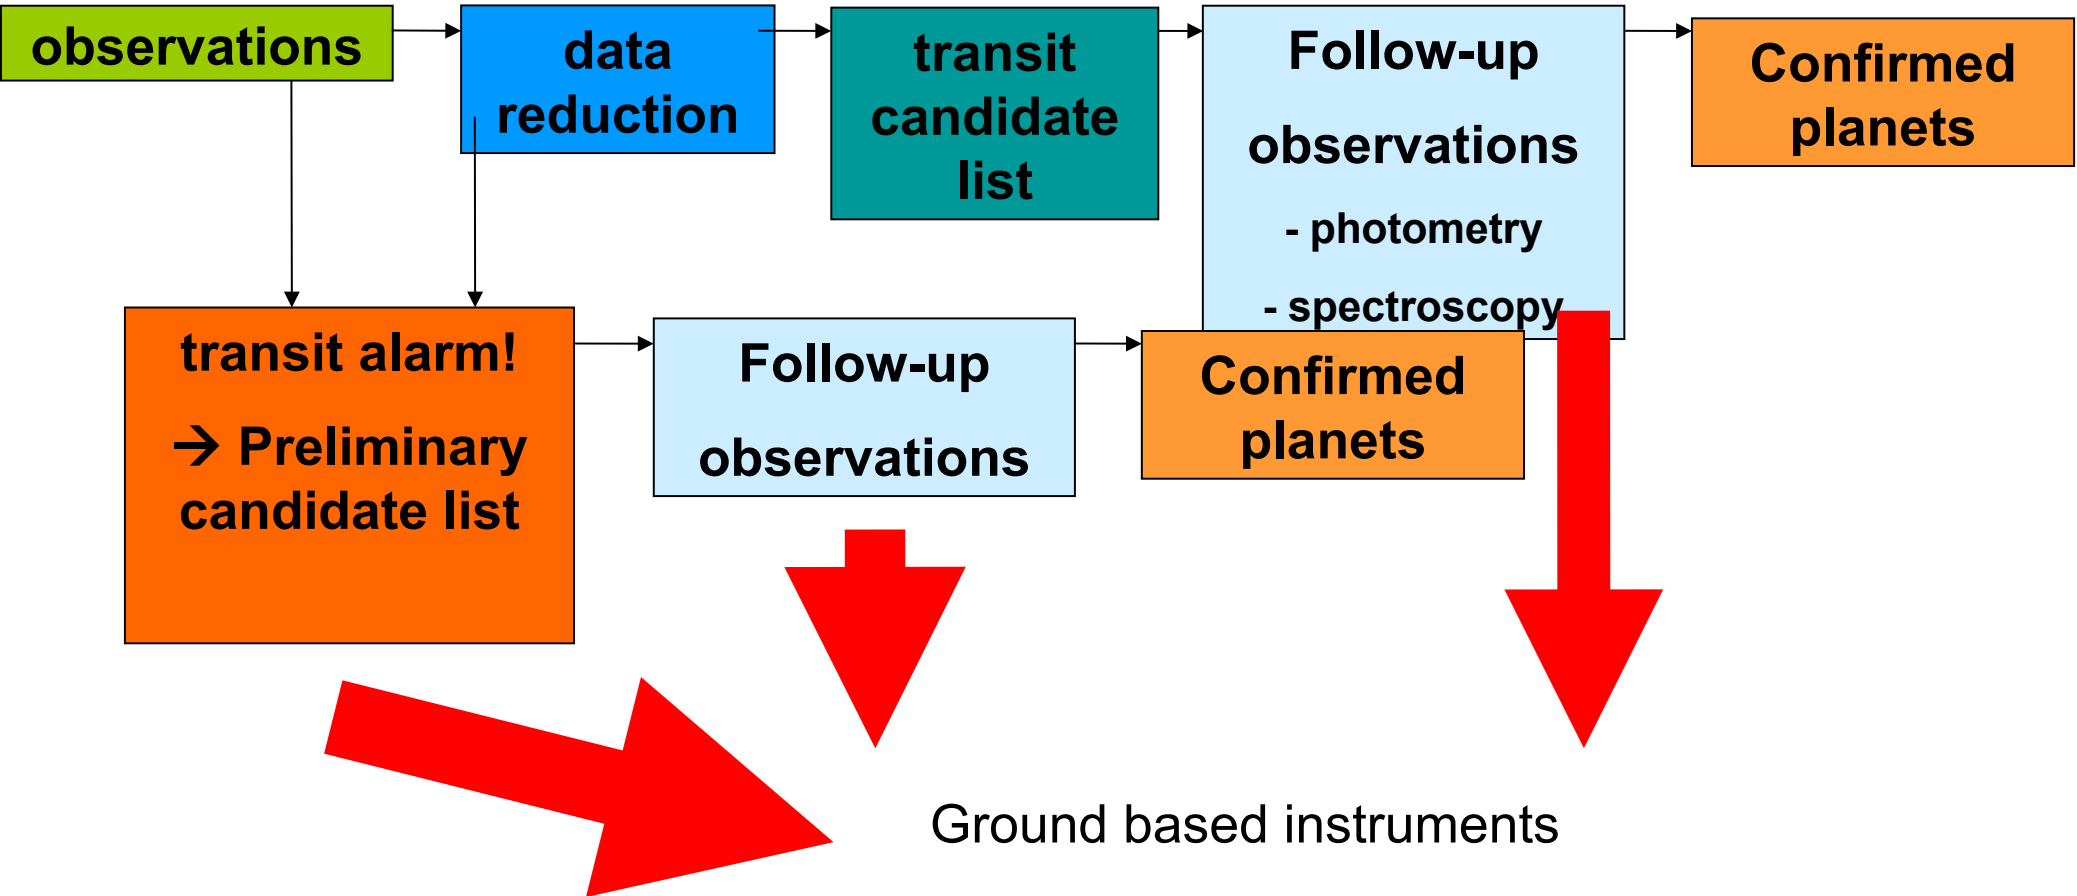 observations
data
reduction
transit
candidate
list
Follow-up
observations
- photometry
- spectroscopy
Confirmed
planets
transit alarm!
→ Preliminary
candidate list
Follow-up
observations
Confirmed
planets
Ground based instruments